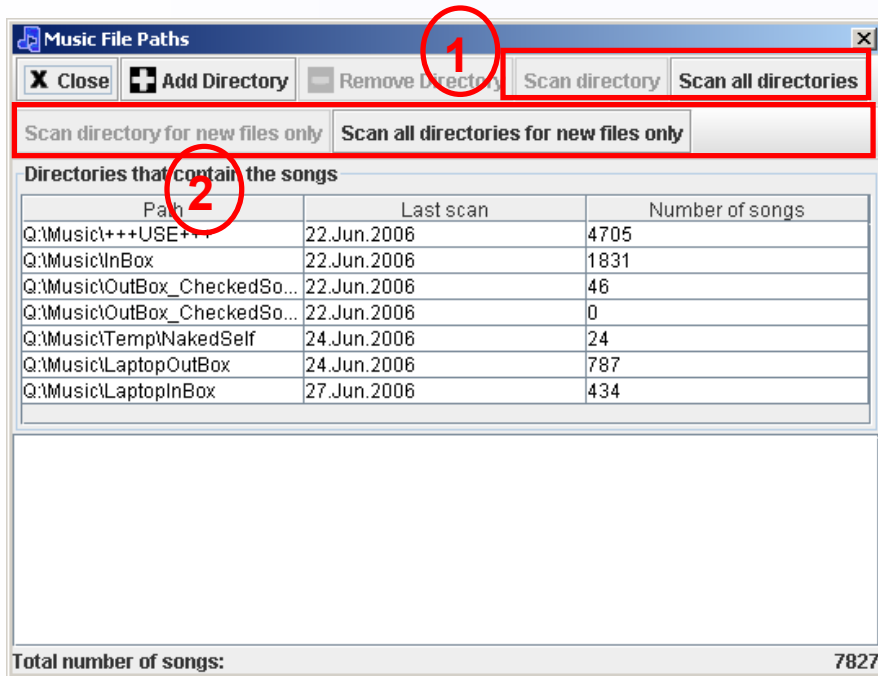 Music File Paths
1
X Close Add Directory Remove Directory Scan directory Scan all directories
Scan directory for new files only Scan all directories for new files only
Directories that contain the songs
2
Path Last scan Number of songs
Q:\Music\+++USE+++ 22.Jun.2006 4705
Q:\Music\InBox 22.Jun.2006 1831
Q:\Music\OutBox_CheckedSo... 22.Jun.2006 46
Q:\Music\OutBox_CheckedSo... 22.Jun.2006 0
Q:\Music\Temp\NakedSelf 24.Jun.2006 24
Q:\Music\LaptopOutBox 24.Jun.2006 787
Q:\Music\LaptopInBox 27.Jun.2006 434
Total number of songs: 7827